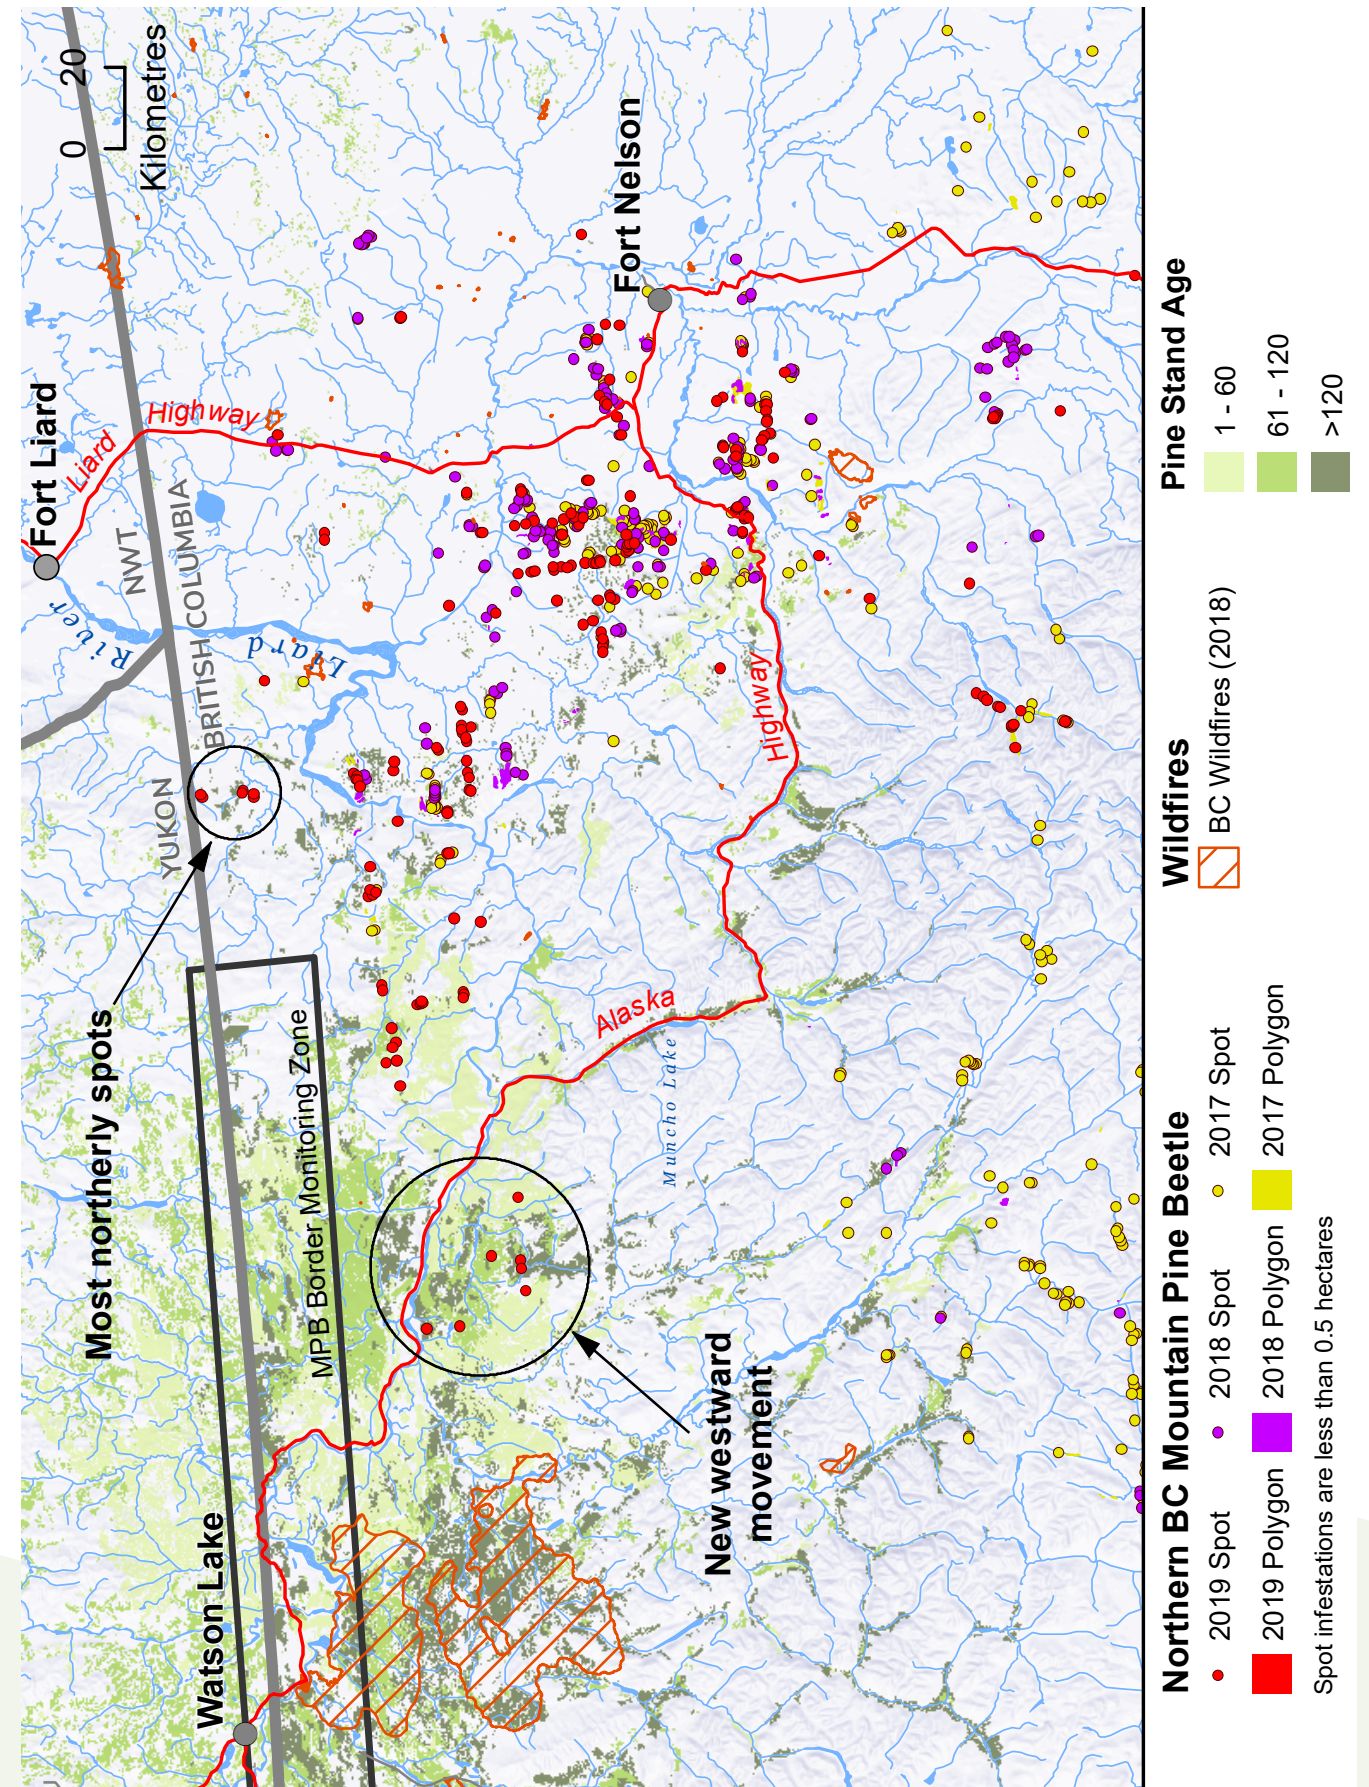 0 20
Kilometres
Fort Liard
Liard
Highway
NWT
BRITISH COLUMBIA
YUKON
River
Liard
Fort Nelson
Most northerly spots
MPB Border Monitoring Zone
Watson Lake
Highway
Alaska
Muncho Lake
New westward
movement
Northern BC Mountain Pine Beetle
2019 Spot
2018 Spot
2017 Spot
2019 Polygon
2018 Polygon
2017 Polygon
Spot infestations are less than 0.5 hectares
Wildfires
BC Wildfires (2018)
Pine Stand Age
1 - 60
61 - 120
>120